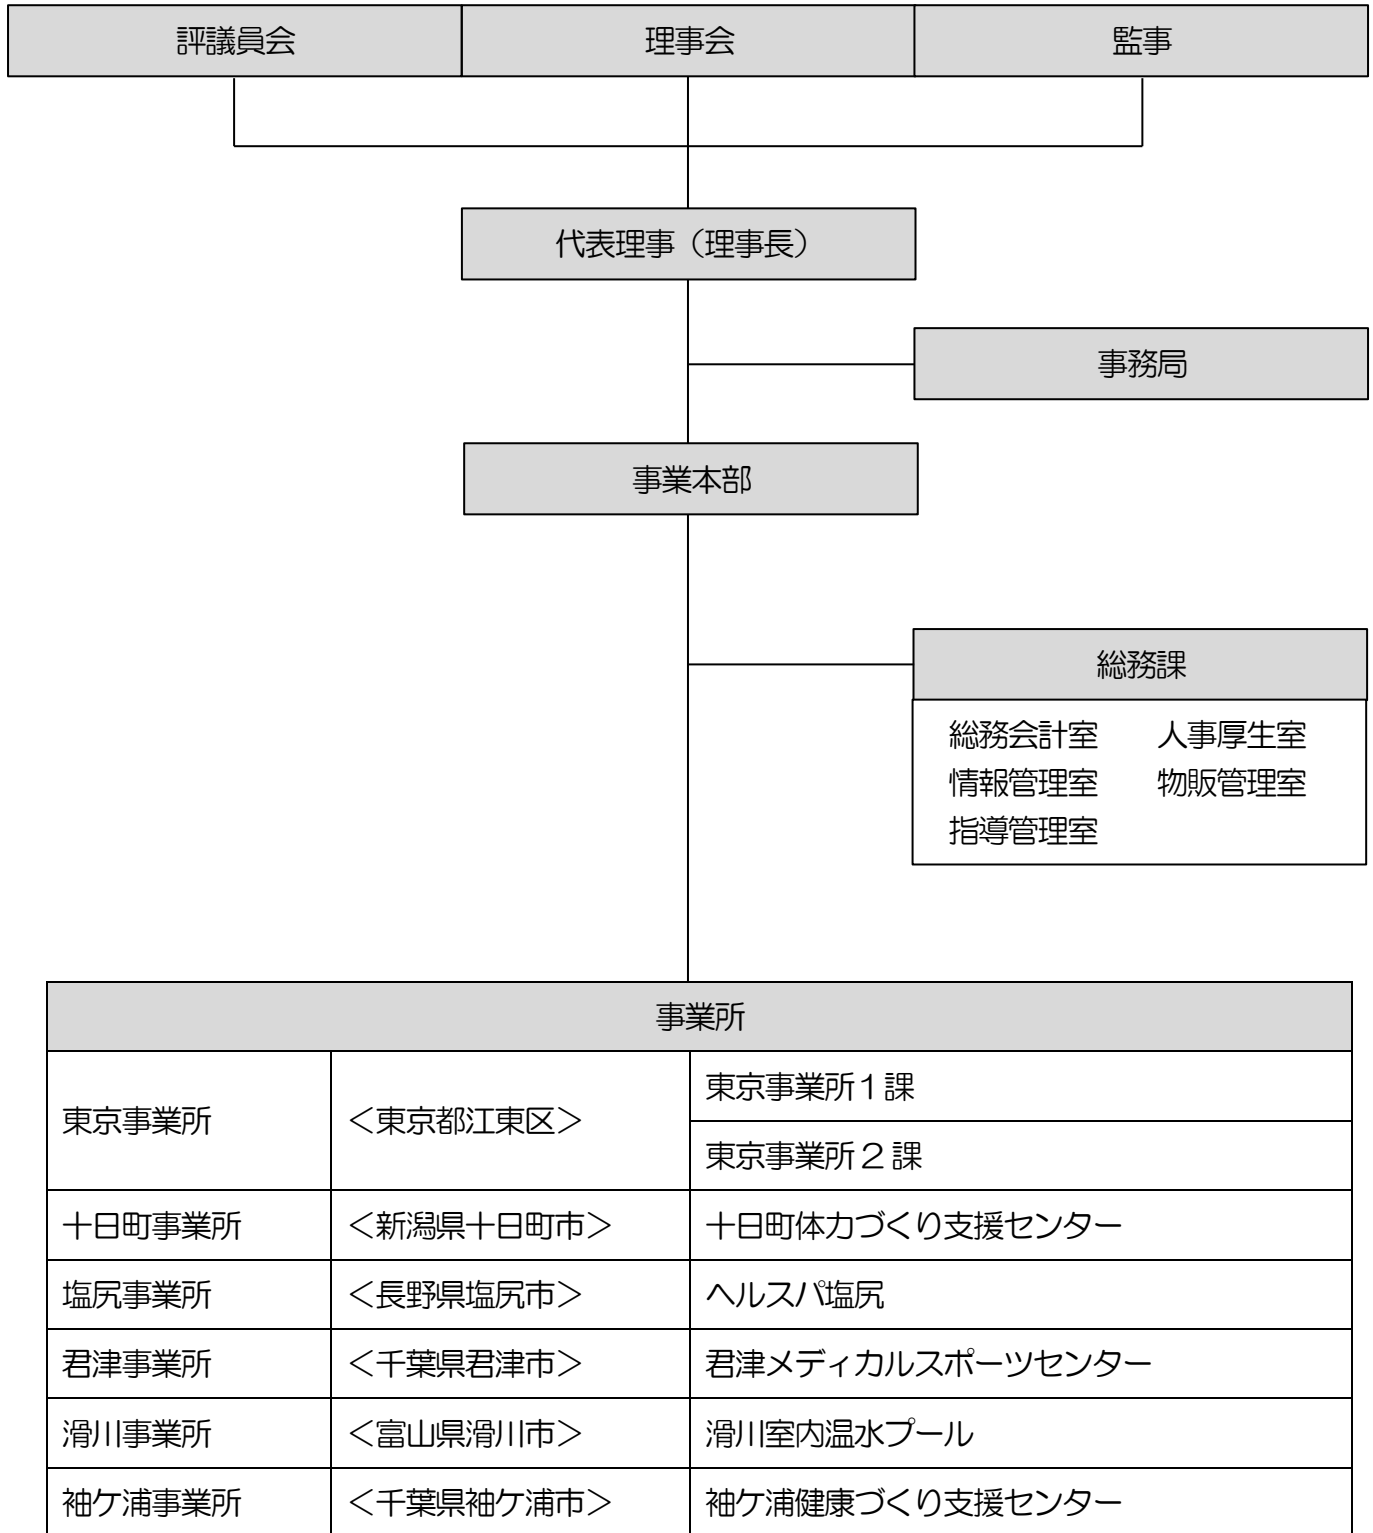 評議員会 理事会 監事
代表理事（理事長）
事務局
事業本部
総務課
総務会計室 人事厚生室
情報管理室 物販管理室
指導管理室
事業所
東京事業所 ＜東京都江東区＞ 東京事業所１課
東京事業所２課
十日町事業所 ＜新潟県十日町市＞ 十日町体力づくり支援センター
塩尻事業所 ＜長野県塩尻市＞ ヘルスパ塩尻
君津事業所 ＜千葉県君津市＞ 君津メディカルスポーツセンター
滑川事業所 ＜富山県滑川市＞ 滑川室内温水プール
袖ケ浦事業所 ＜千葉県袖ケ浦市＞ 袖ケ浦健康づくり支援センター